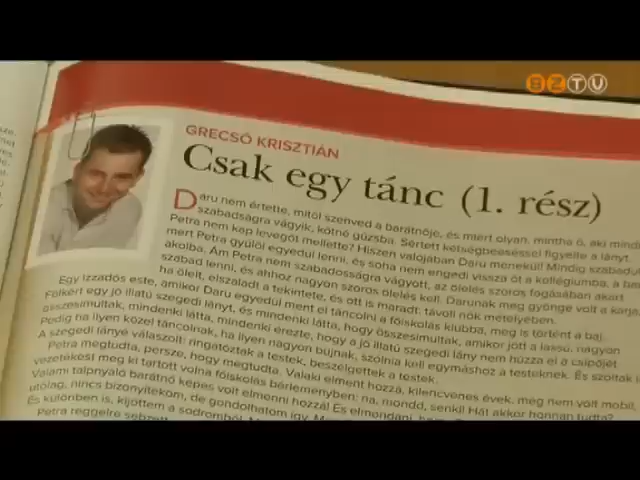 BZTV
GRECSÓ KRISZTIÁN
Csak egy tánc (1. rész)
Daru nem értette, mitől szenved a barátnője, és miért olyan, mintha ő, aki mindig
szabadságra vágyik, kötné gúzsba. Sértett kétségbeeséssel figyelte a lányt.
Petra nem kap levegőt mellette? Hiszen valójában Daru menekül! Mindig szabadul
mert Petra gyűlöl egyedül lenni, és soha nem engedi vissza őt a kollégiumba, a
akolba. Ám Petra nem szabadosságra vágyott, az ölelés szoros fogásában akart
szabad lenni, és ahhoz nagyon szoros ölelés kell. Darunak meg gyönge volt a karja
ha ölelt, elszaladt a tekintete, és ott is maradt: távoli nők mételyében.
Egy izzadós este, amikor Daru egyedül ment el táncolni a főiskolás klubba, meg is történt a baj.
Fölkért egy jó illatú szegedi lányt, és mindenki látta, hogy összesimultak, amikor jött a lassú, nagyon
összesimultak, mindenki látta, mindenki érezte, hogy a jó illatú szegedi lány nem húzza el a csípőjét
Pedig ha ilyen közel táncolnak, ha ilyen nagyon bújnak, szólnia kell egymáshoz a testeknek. És szóltak
A szegedi lányé válaszolt: ringatóztak a testek, beszélgettek a testek.
Petra megtudta, persze, hogy megtudta. Valaki elment hozzá, kilencvenes évek, még nem volt mobil,
vezetékest meg ki tartott volna főiskolás bérleményben: na, mondd, senki! Hát akkor honnan tudta?
Valami talpnyaló barátnő képes volt elmenni hozzá! És elmondani,
utólag, nincs bizonyítékom, de gondolhatom így.
És különben is, kijöttem a sodromból.
Petra reggelire